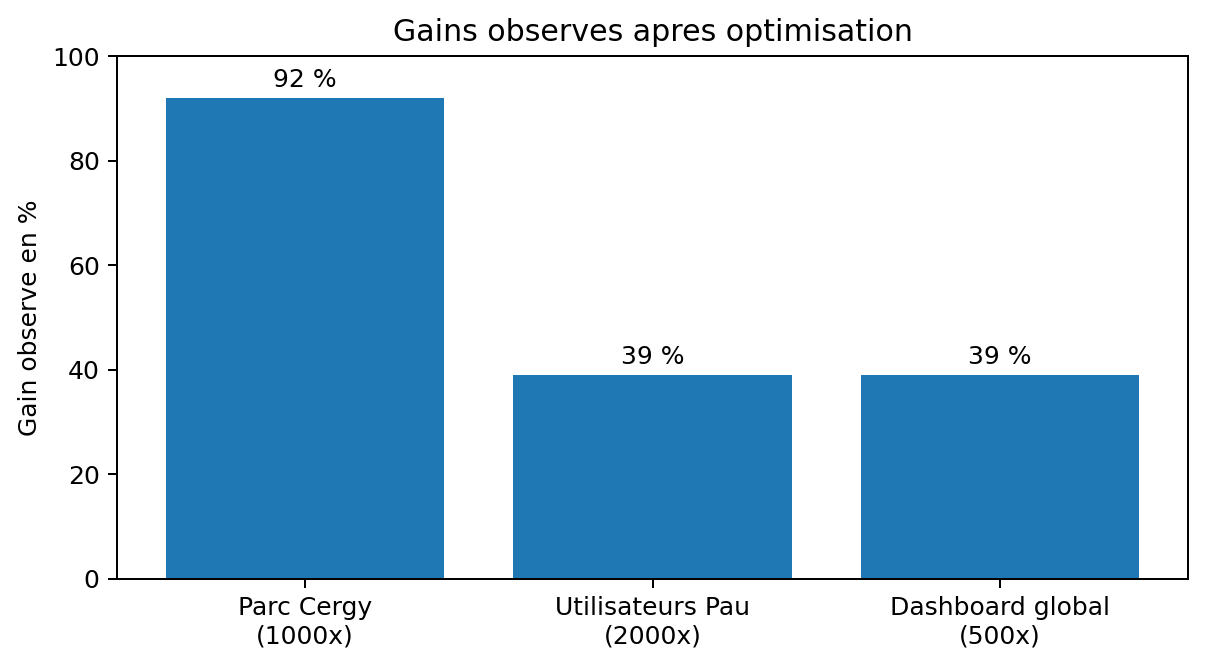 Gains observes apres optimisation
Gain observe en %
100
80
60
40
20
0
92 %
39 %
39 %
Parc Cergy
(1000x)
Utilisateurs Pau
(2000x)
Dashboard global
(500x)